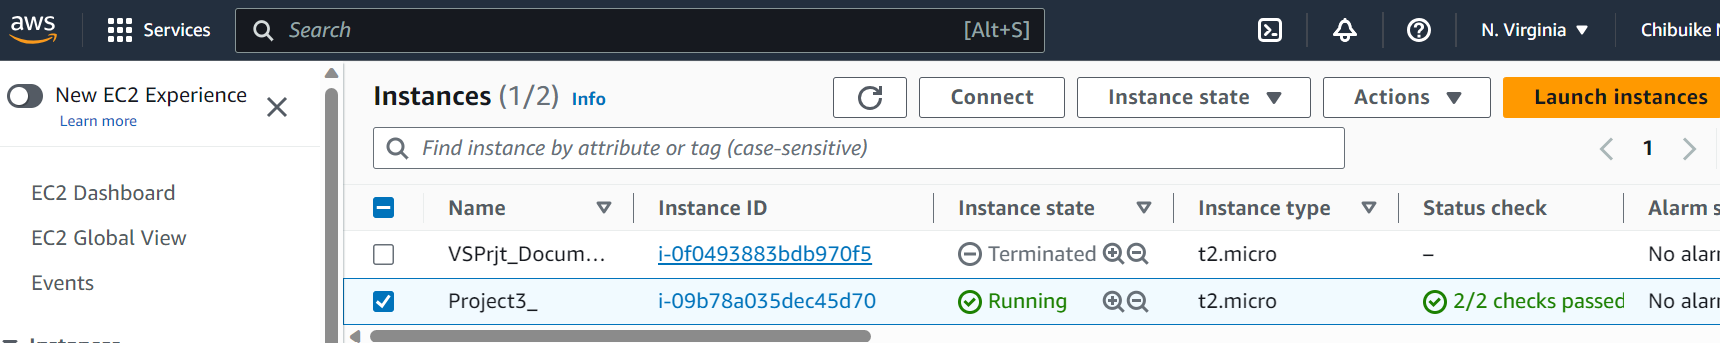 aws
Services
Search [Alt+S]
N. Virginia
Chibuike
New EC2 Experience
Learn more
EC2 Dashboard
EC2 Global View
Events
Instances (1/2) Info
Connect
Instance state
Actions
Launch instances
Find instance by attribute or tag (case-sensitive)
1
Name Instance ID Instance state Instance type Status check Alarm s
VSPrjt_Docum... i-0f0493883bdb970f5 Terminated t2.micro – No alarr
Project3_ i-09b78a035dec45d70 Running t2.micro 2/2 checks passed No alarr